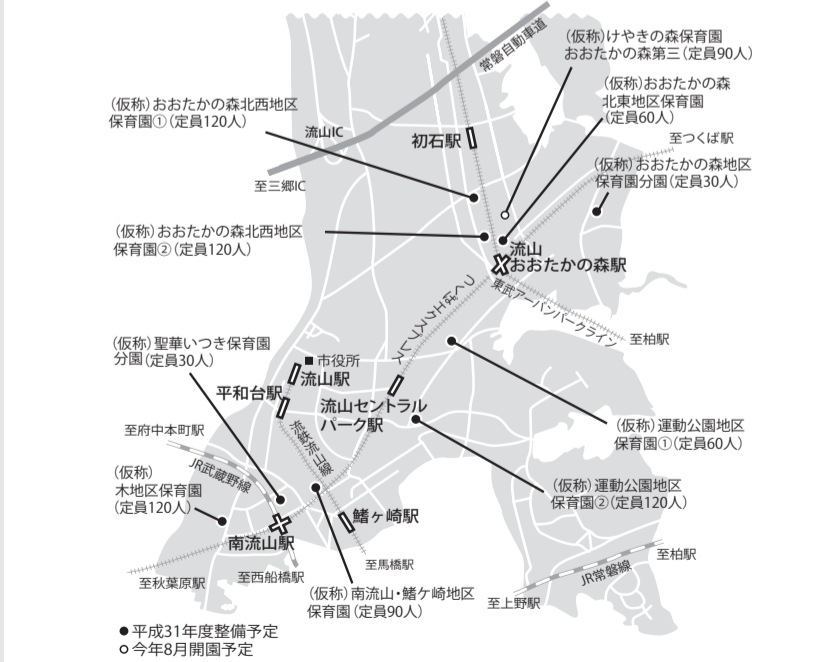 常磐自動車道
(仮称)けやきの森保育園
おおたかの森第三(定員90人)
(仮称)おおたかの森
北東地区保育園
(定員60人)
(仮称)おおたかの森北西地区
保育園①(定員120人)
流山IC
初石駅
至つくば駅
(仮称)おおたかの森地区
保育園分園(定員30人)
至三郷IC
(仮称)おおたかの森北西地区
保育園②(定員120人)
流山
おおたかの森駅
つくばエクスプレス
東武アーバンパークライン
至柏駅
(仮称)聖華いつき保育園
分園(定員30人)
■市役所
流山駅
平和台駅
流山セントラル
パーク駅
流鉄流山線
至府中本町駅
JR武蔵野線
(仮称)運動公園地区
保育園①(定員60人)
(仮称)
木地区保育園
(定員120人)
(仮称)運動公園地区
保育園②(定員120人)
鰭ヶ崎駅
南流山駅
至馬橋駅
至秋葉原駅
至西船橋駅
(仮称)南流山・鰭ケ崎地区
保育園(定員90人)
至柏駅
JR常磐線
至上野駅
●平成31年度整備予定
○今年8月開園予定